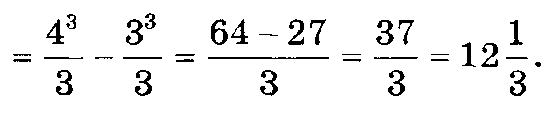 = 4³/3 − 3³/3 = (64 − 27)/3 = 37/3 = 12 1/3.